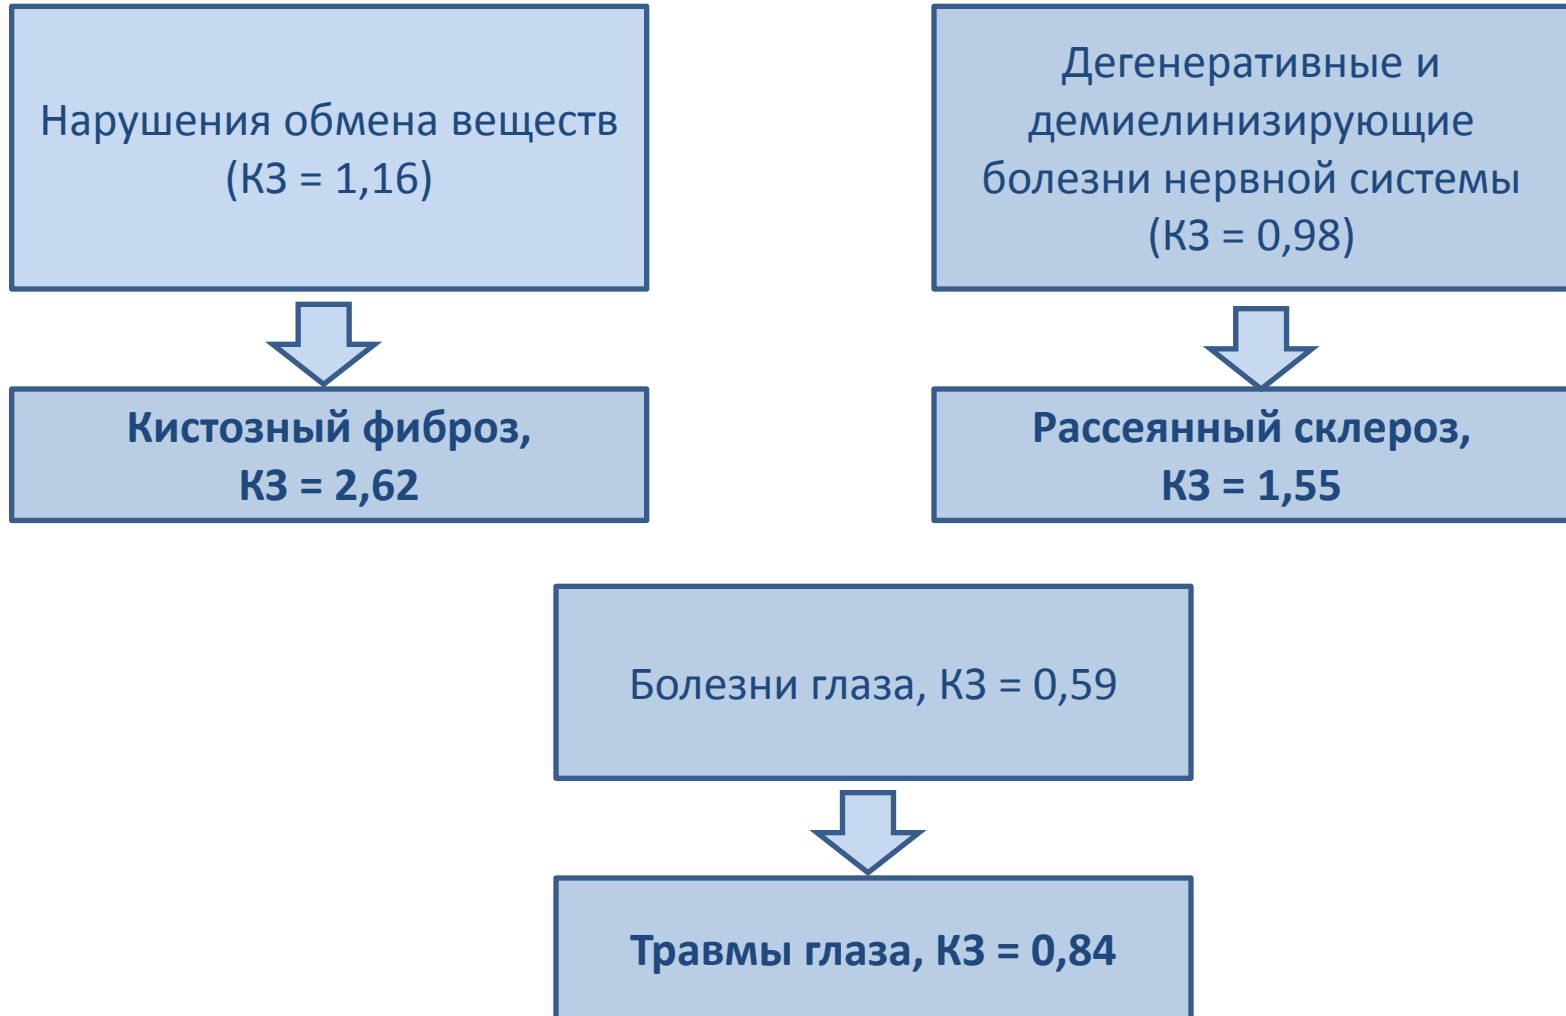 Нарушения обмена веществ
(КЗ = 1,16)
Дегенеративные и
демиелинизирующие
болезни нервной системы
(КЗ = 0,98)
Кистозный фиброз,
КЗ = 2,62
Рассеянный склероз,
КЗ = 1,55
Болезни глаза, КЗ = 0,59
Травмы глаза, КЗ = 0,84